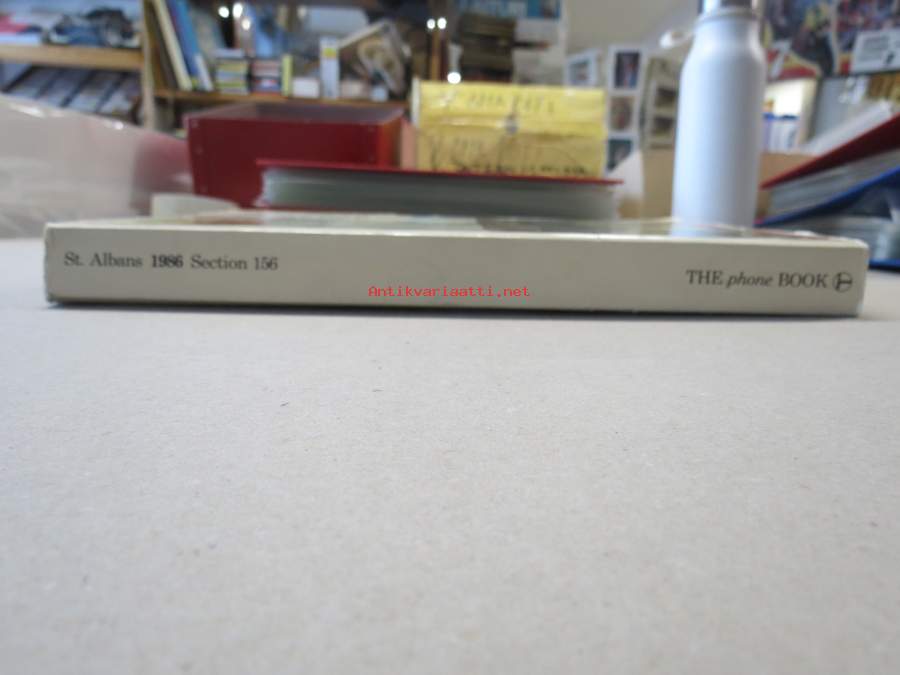 St. Albans 1986 Section 156
THE phone BOOK
Antikvariaatti.net